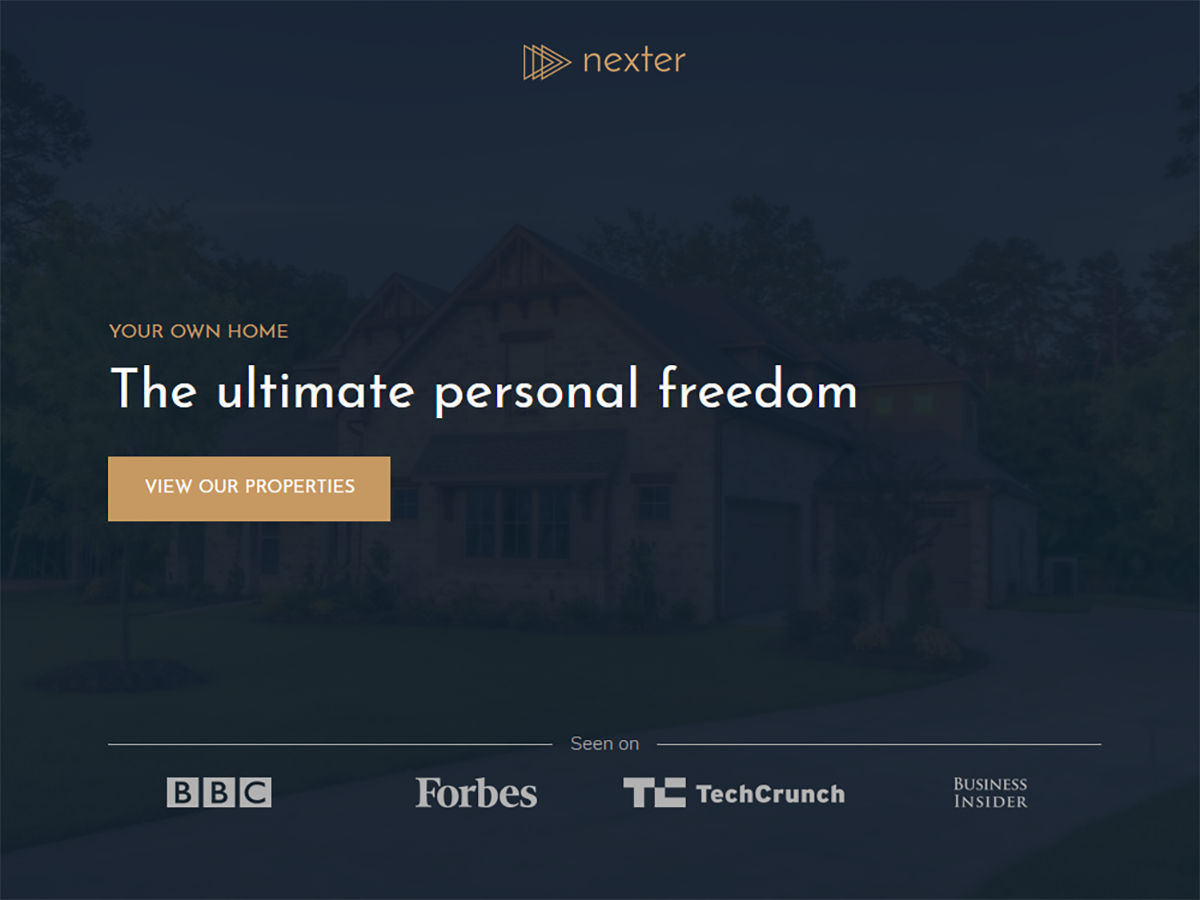 nexter
YOUR OWN HOME
The ultimate personal freedom
VIEW OUR PROPERTIES
Seen on
BBC
Forbes
TC TechCrunch
BUSINESS
INSIDER